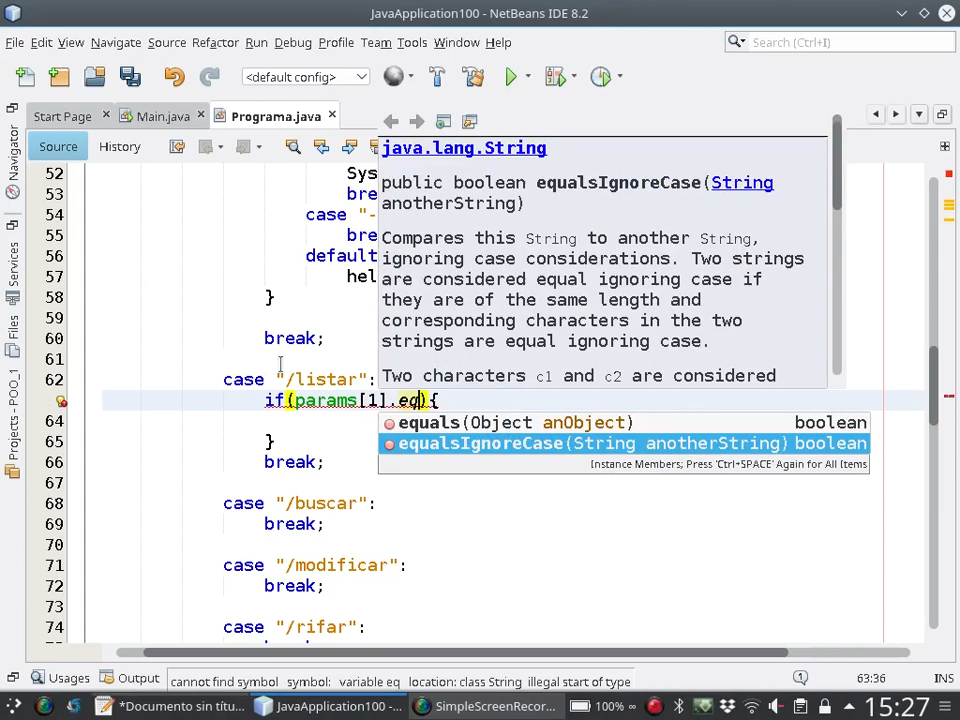 JavaApplication100 - NetBeans IDE 8.2
File Edit View Navigate Source Refactor Run Debug Profile Team Tools Window Help
Search (Ctrl+I)
<default config>
Start Page Main.java Programa.java
Source History
java.lang.String
public boolean equalsIgnoreCase(String
anotherString)
Compares this String to another String,
ignoring case considerations. Two strings
are considered equal ignoring case if
they are of the same length and
corresponding characters in the two
strings are equal ignoring case.
Two characters c1 and c2 are considered
Navigator
Services
Files
Projects - POO_1
52 Sys
53 bre
54 case "-
55 bre
56 default
57 hel
58 }
59
60 break;
61
62 case "/listar":
if(params[1].eq){
64
65 }
66 break;
67
68 case "/buscar":
69 break;
70
71 case "/modificar":
72 break;
73
74 case "/rifar":
equals(Object anObject) boolean
equalsIgnoreCase(String anotherString) boolean
Instance Members; Press 'Ctrl+SPACE' Again for All Items
Usages Output cannot find symbol symbol: variable eq location: class String illegal start of type 1 63:36 INS
*Documento sin títu... JavaApplication100 -... SimpleScreenRecor... 100% 15:27